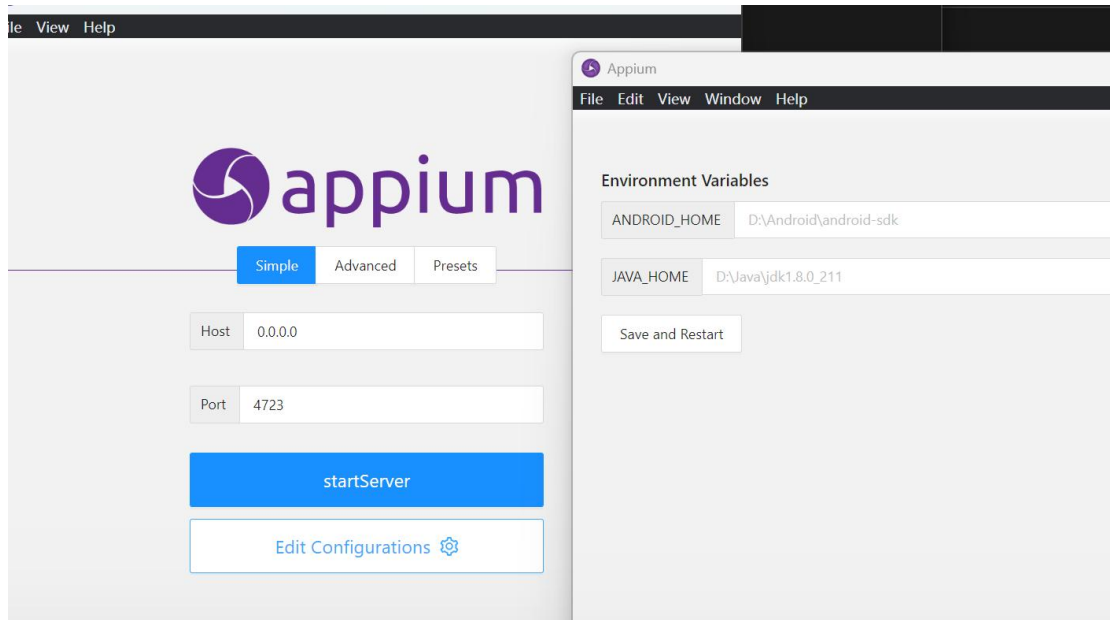 View Help
appium
Simple Advanced Presets
Host 0.0.0.0
Port 4723
startServer
Edit Configurations
Appium
File Edit View Window Help
Environment Variables
ANDROID_HOME D:\Android\android-sdk
JAVA_HOME D:\Java\jdk1.8.0_211
Save and Restart